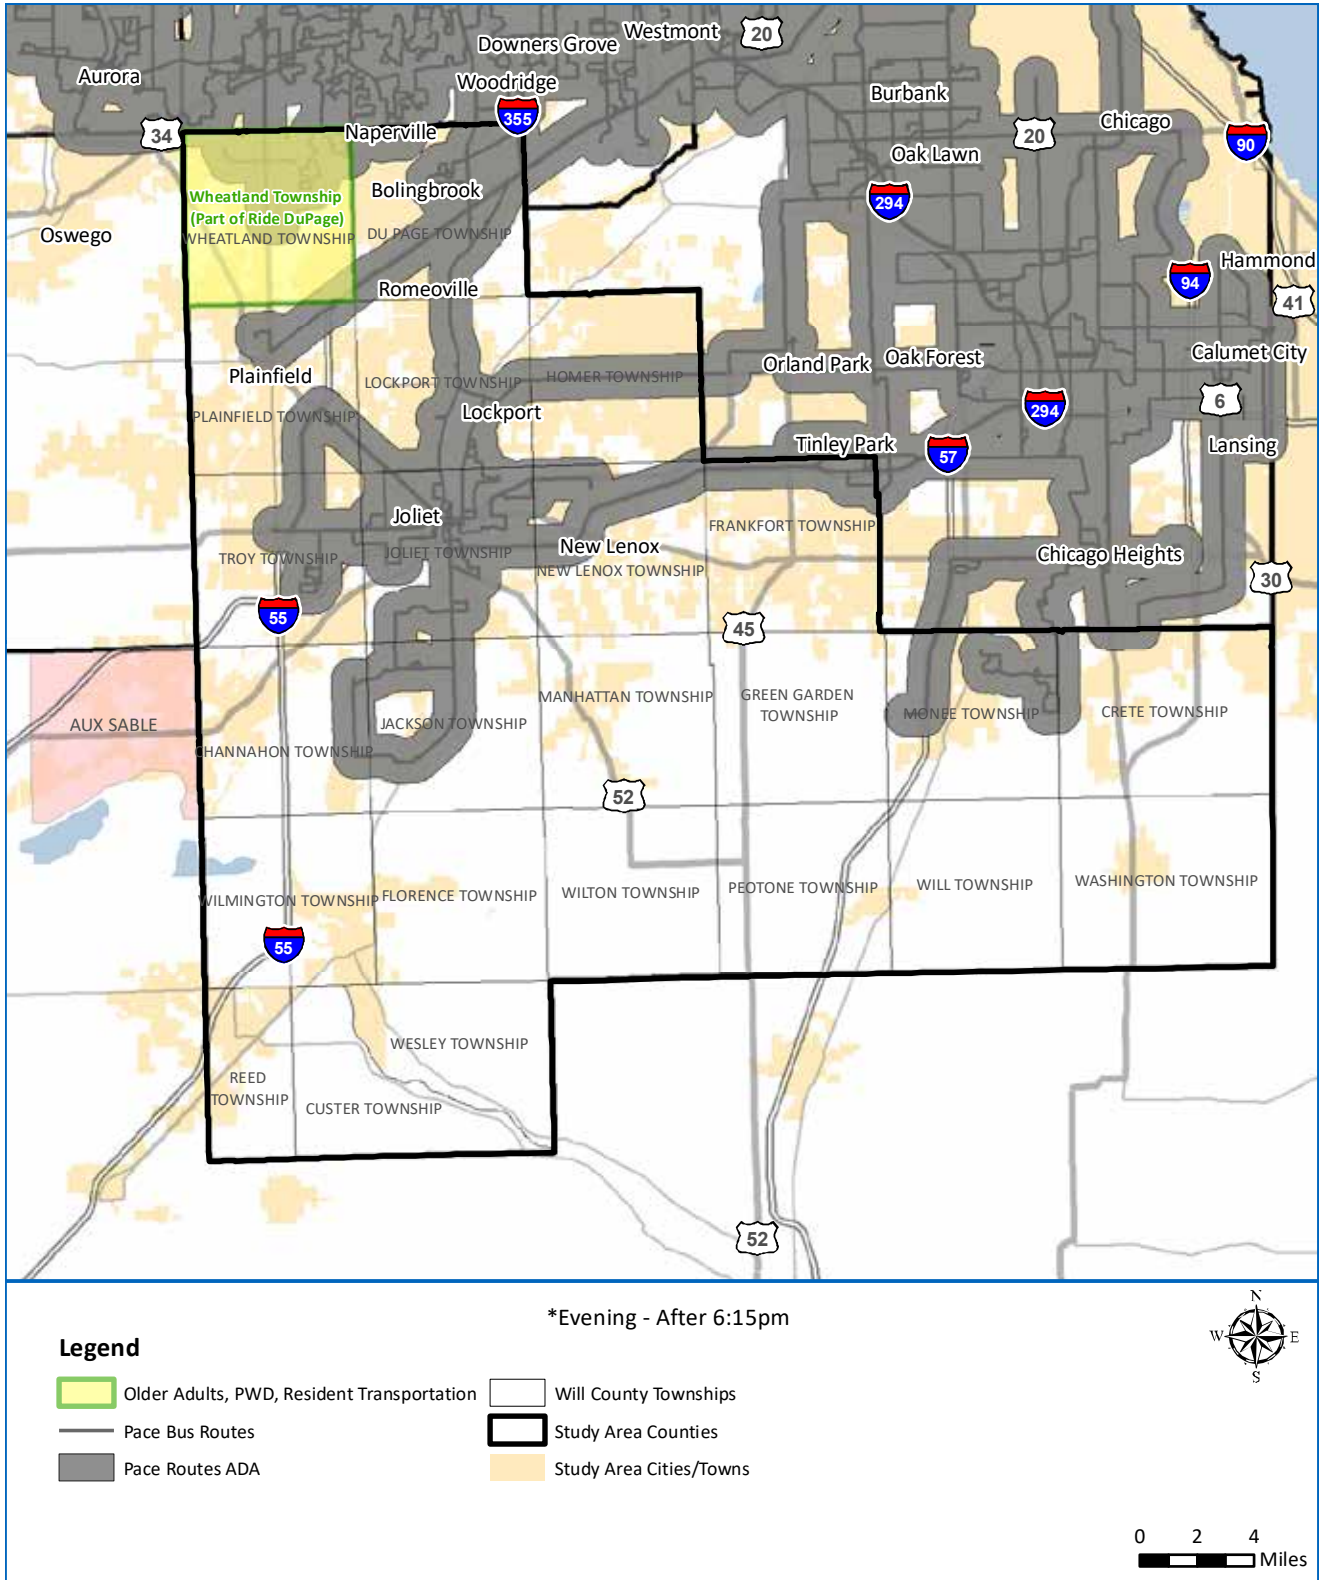 Downers Grove
Westmont
20
Aurora
Woodridge
Burbank
355
34
Naperville
20
Chicago
90
Oak Lawn
Wheatland Township
(Part of Ride DuPage)
WHEATLAND TOWNSHIP
Bolingbrook
294
Oswego
DU PAGE TOWNSHIP
Hammond
94
41
Romeoville
Calumet City
Plainfield
LOCKPORT TOWNSHIP
HOMER TOWNSHIP
Orland Park
Oak Forest
6
PLAINFIELD TOWNSHIP
Lockport
294
Tinley Park
57
Lansing
Joliet
FRANKFORT TOWNSHIP
TROY TOWNSHIP
JOLIET TOWNSHIP
New Lenox
NEW LENOX TOWNSHIP
Chicago Heights
30
55
45
AUX SABLE
MANHATTAN TOWNSHIP
GREEN GARDEN
TOWNSHIP
MONEE TOWNSHIP
CRETE TOWNSHIP
JACKSON TOWNSHIP
CHANNAHON TOWNSHIP
52
WILMINGTON TOWNSHIP
FLORENCE TOWNSHIP
WILTON TOWNSHIP
PEOTONE TOWNSHIP
WILL TOWNSHIP
WASHINGTON TOWNSHIP
55
WESLEY TOWNSHIP
REED
TOWNSHIP
CUSTER TOWNSHIP
52
*Evening - After 6:15pm
N
W
E
S
Legend
Older Adults, PWD, Resident Transportation
Will County Townships
Pace Bus Routes
Study Area Counties
Pace Routes ADA
Study Area Cities/Towns
0 2 4
Miles